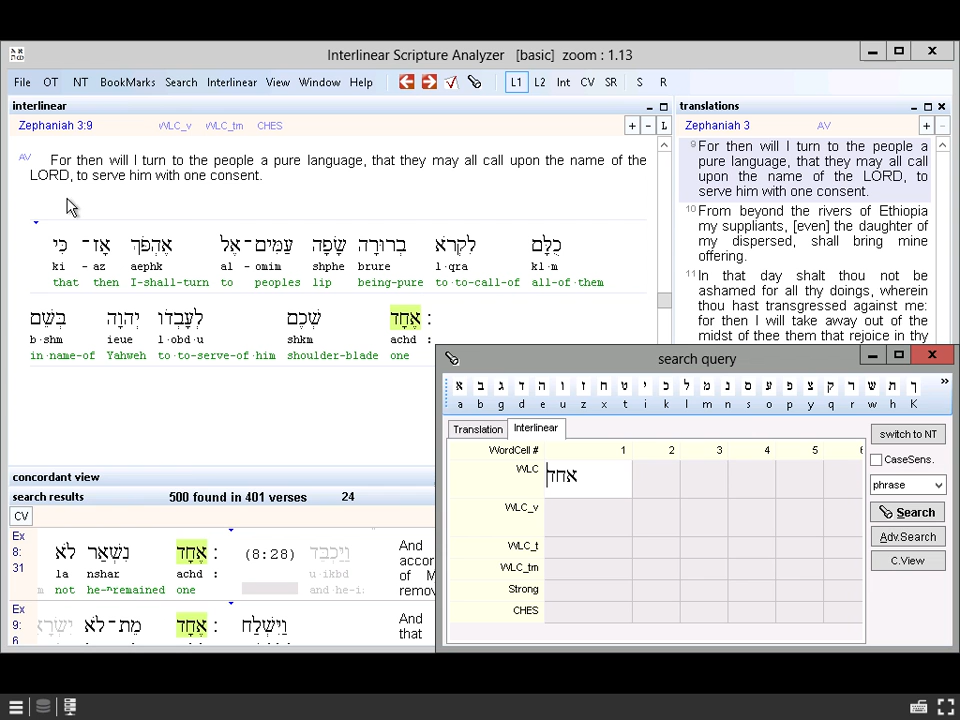 Interlinear Scripture Analyzer [basic] zoom : 1.13
File OT NT BookMarks Search Interlinear View Window Help L1 L2 Int CV SR S R
interlinear
Zephaniah 3:9 WLC_v WLC_tm CHES + - L
AV For then will I turn to the people a pure language, that they may all call upon the name of the
LORD, to serve him with one consent.
כִּי אָז־ אֶהְפֹּךְ אֶל־עַמִּים שָׂפָה בְרוּרָה לִקְרֹא כֻלָּם
ki - az aephk al - omim shphe brure l·qra kl·m
that then I-shall-turn to peoples lip being-pure to·to-call-of all-of·them
בְּשֵׁם יְהוָה לְעָבְדוֹ שְׁכֶם אֶחָד׃
b·shm ieue l·obd·u shkm achd :
in·name-of Yahweh to·to-serve-of·him shoulder-blade one
translations
Zephaniah 3 AV + -
9 For then will I turn to the people a
pure language, that they may all call
upon the name of the LORD, to
serve him with one consent.
10 From beyond the rivers of Ethiopia
my suppliants, [even] the daughter of
my dispersed, shall bring mine
offering.
11 In that day shalt thou not be
ashamed for all thy doings, wherein
thou hast transgressed against me:
for then I will take away out of the
midst of thee them that rejoice in thy
concordant view
search results 500 found in 401 verses 24
CV
Ex
8:
31
לֹא נִשְׁאַר אֶחָד׃ (8:28) וַיַּכְבֵּד
la nshar achd : u·ikbd
not he-ⁿremained one and·he-
And
accor
of M
remov
Ex
9:
6
מֵת־לֹא אֶחָד׃ וַיִּשְׁלַח
And
that
search query
א ב ג ד ה ו ז ח ט י כ ל מ נ ס ע פ צ ק ר ש ת ך »
a b g d e u z x t i k l m n s o p y q r w h K
Translation Interlinear
WordCell # 1 2 3 4 5
WLC אחד
WLC_v
WLC_t
WLC_tm
Strong
CHES
switch to NT
CaseSens.
phrase
Search
Adv.Search
C.View